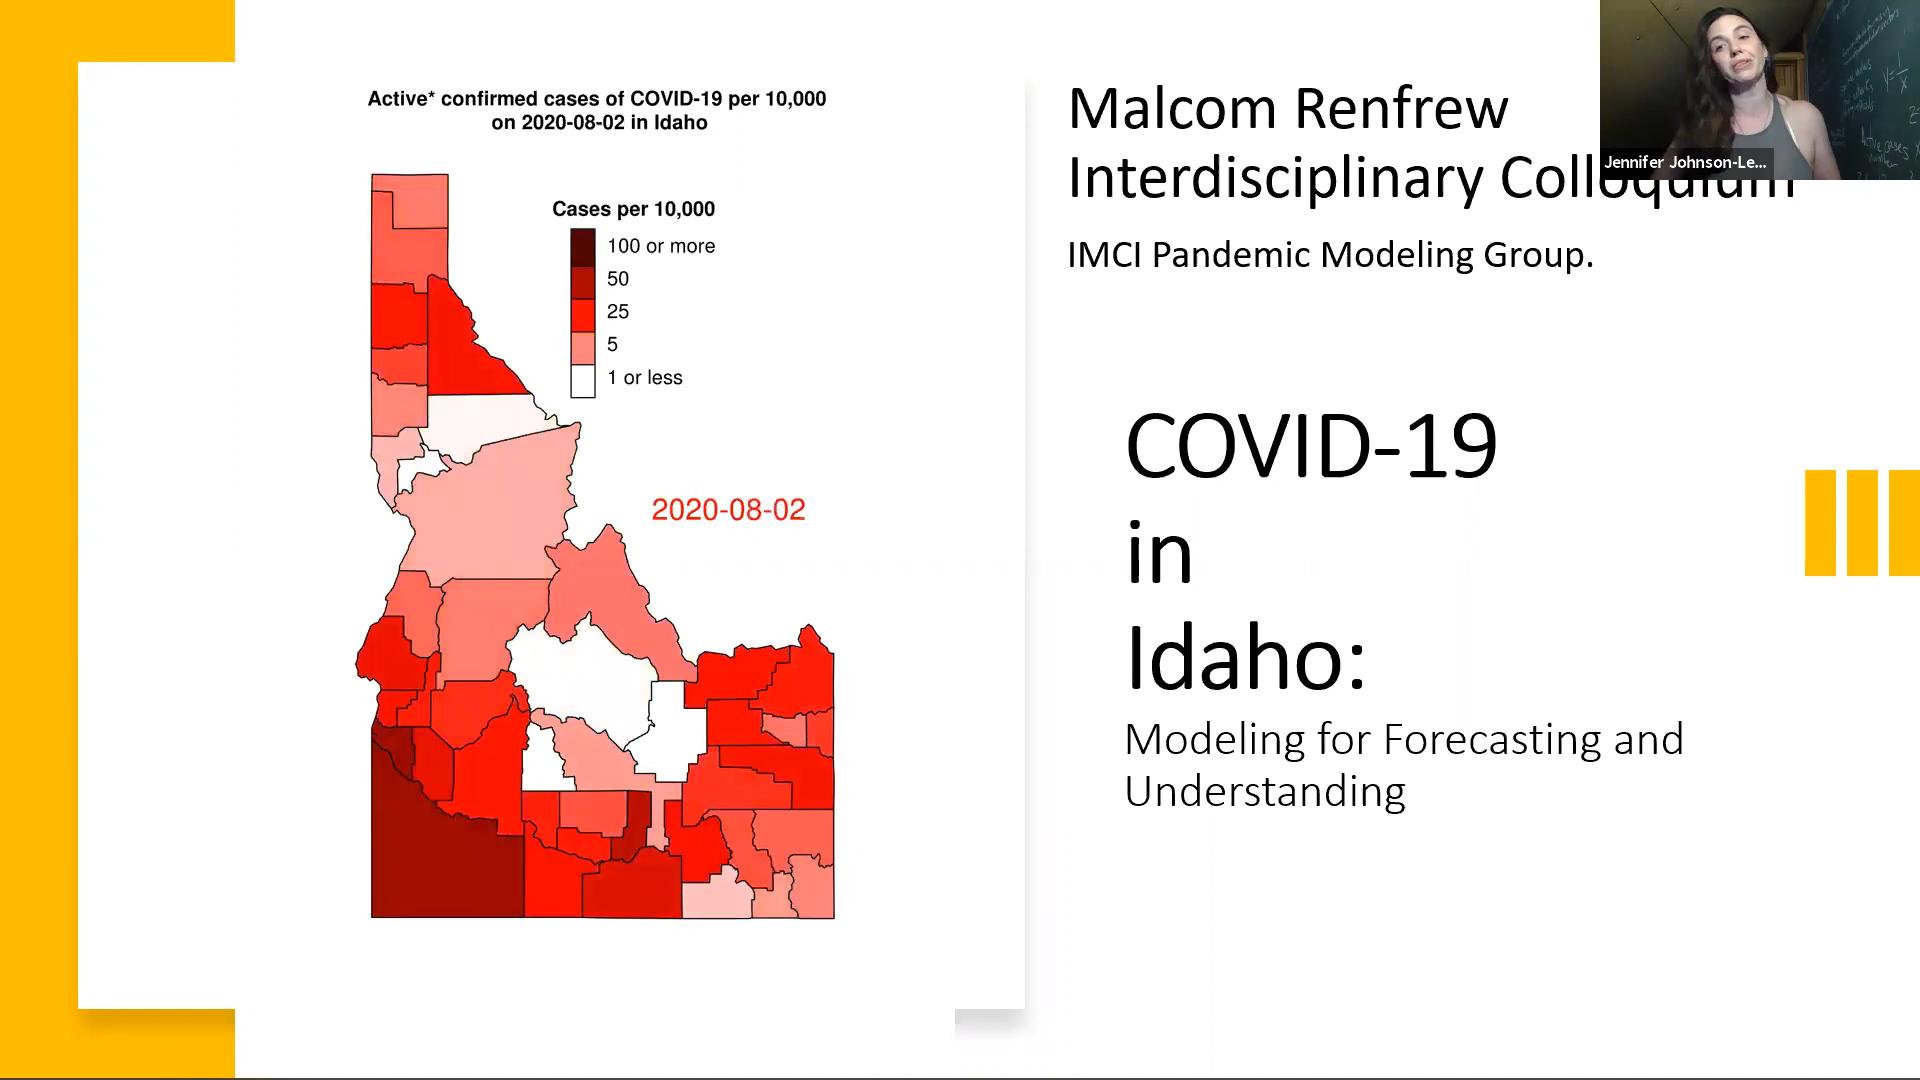 Active* confirmed cases of COVID-19 per 10,000
on 2020-08-02 in Idaho
Cases per 10,000
100 or more
50
25
5
1 or less
2020-08-02
Malcom Renfrew
Interdisciplinary Colloquium
IMCI Pandemic Modeling Group.
COVID-19
in
Idaho:
Modeling for Forecasting and
Understanding
Jennifer Johnson-Le...